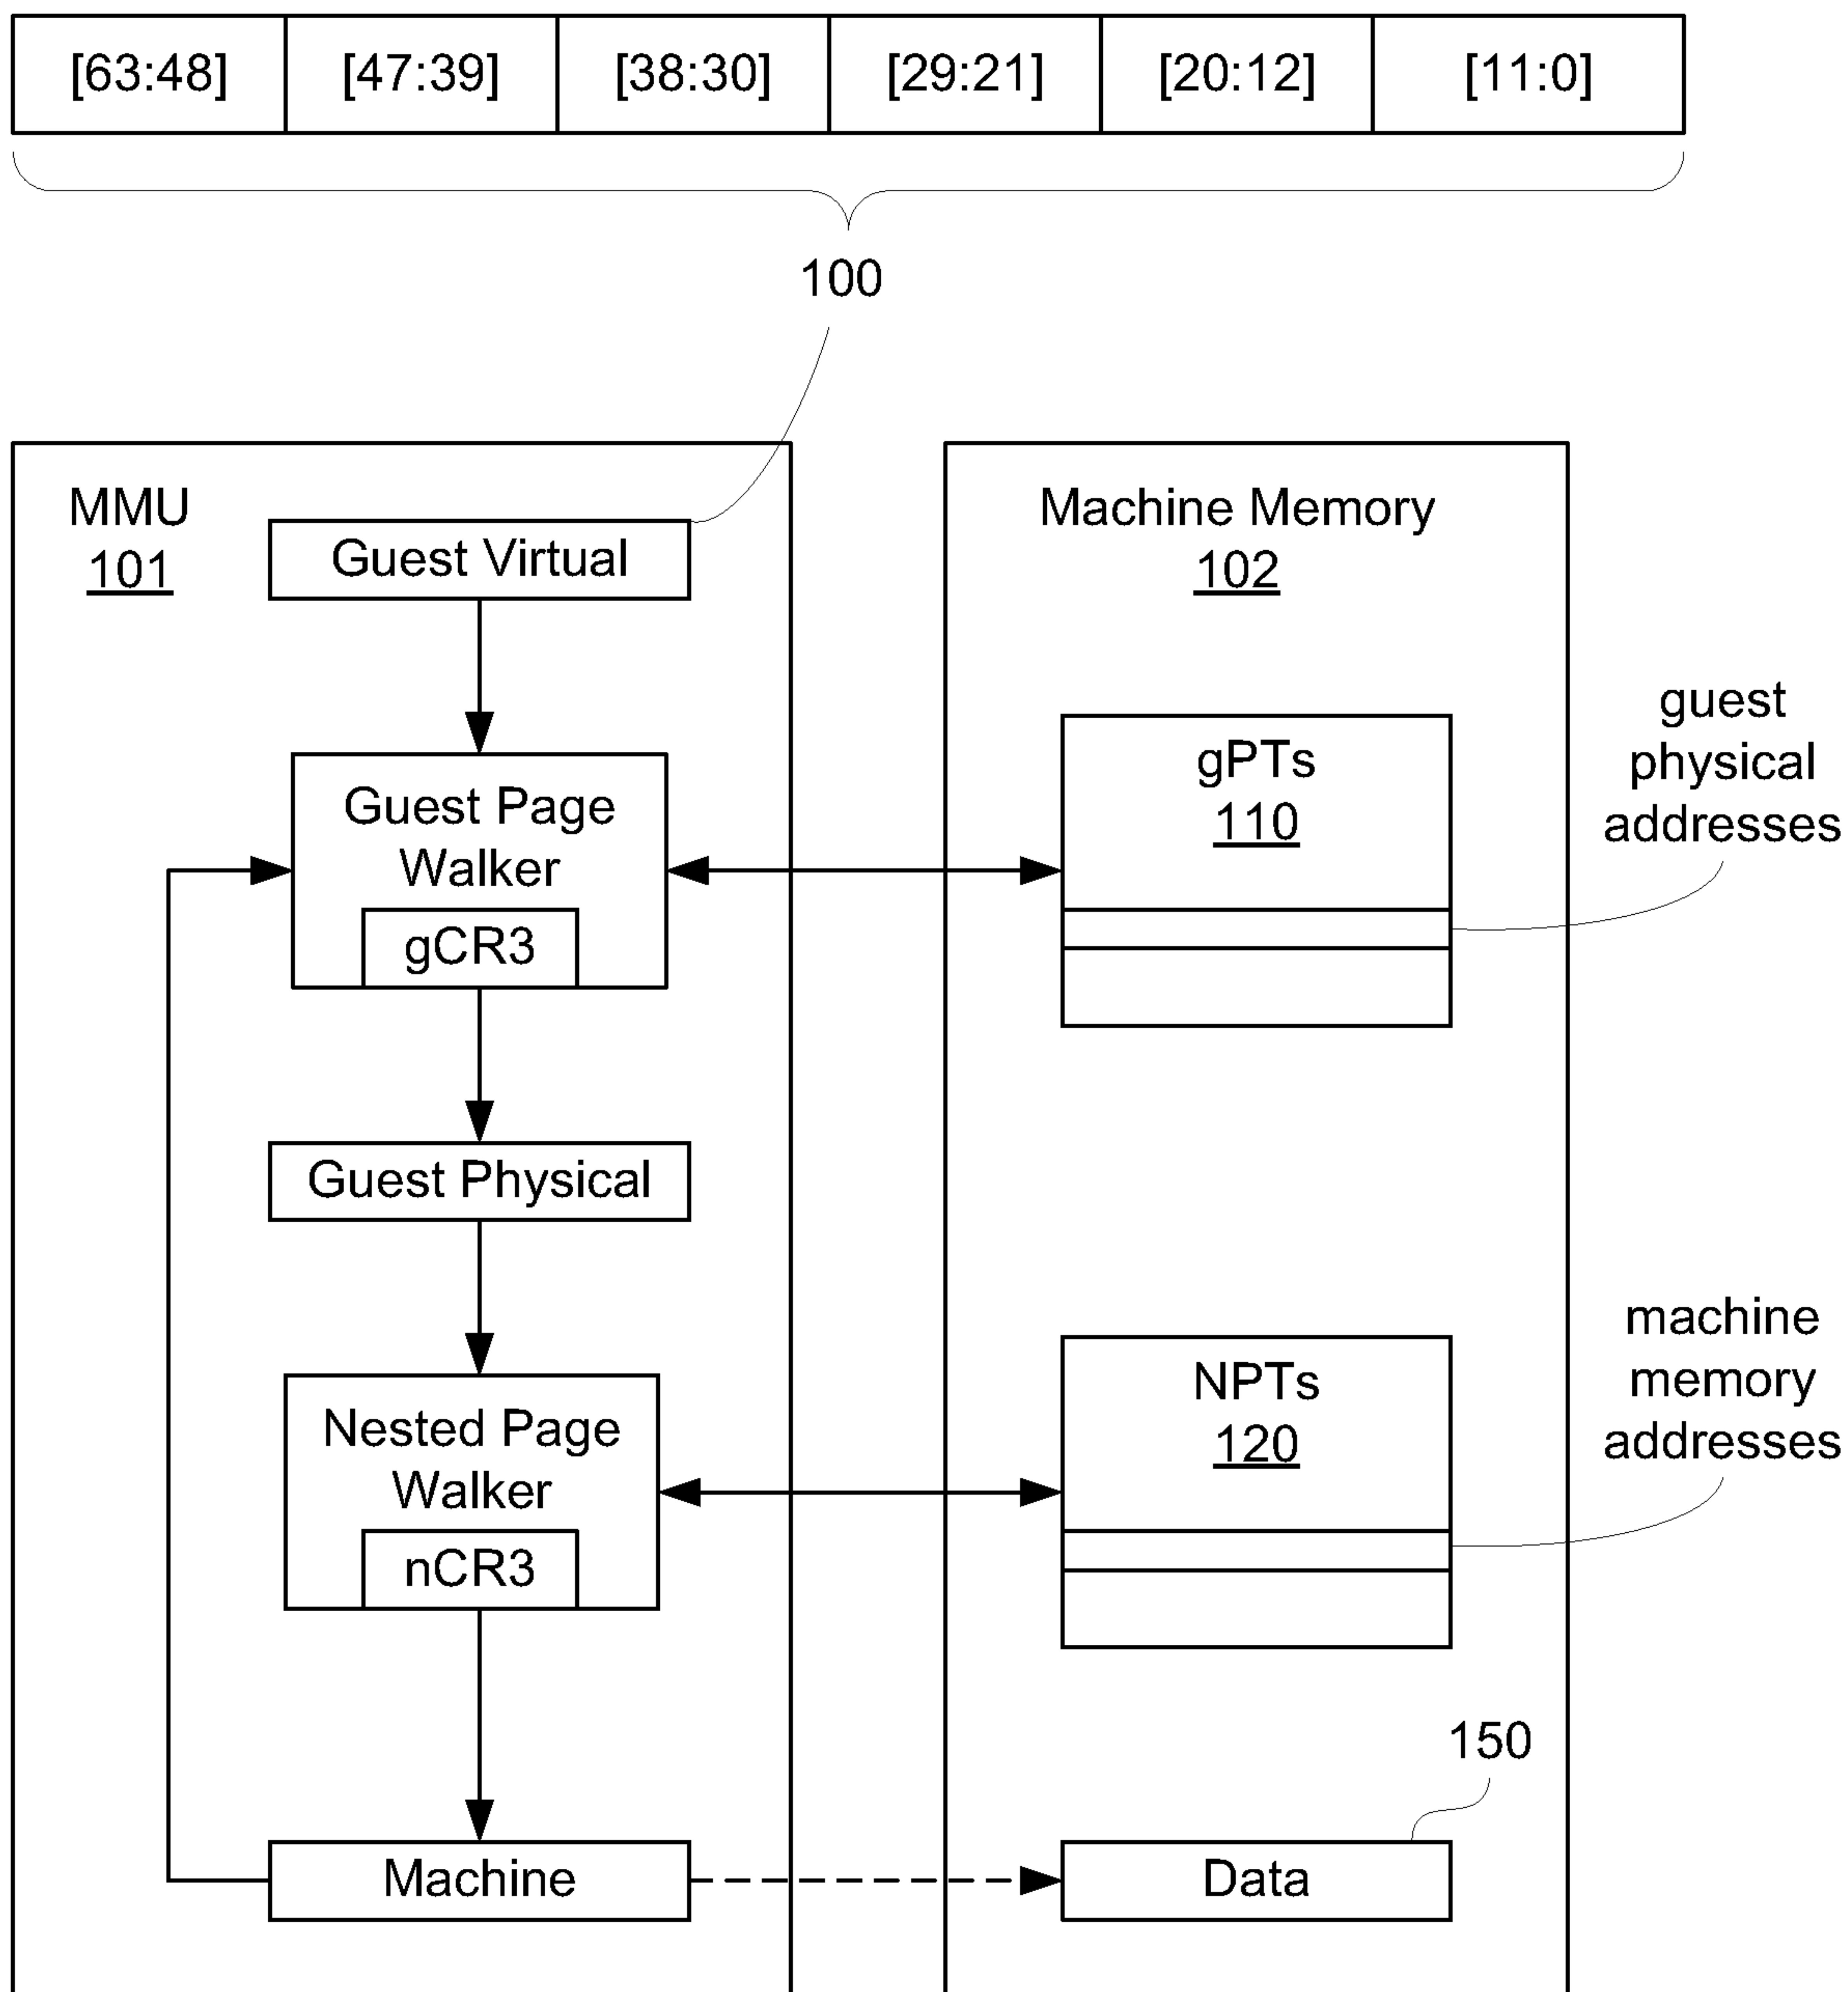 [63:48] [47:39] [38:30] [29:21] [20:12] [11:0]
100
MMU
101
Guest Virtual
Guest Page
Walker
gCR3
Guest Physical
Nested Page
Walker
nCR3
Machine
Machine Memory
102
gPTs
110
guest
physical
addresses
NPTs
120
machine
memory
addresses
150
Data